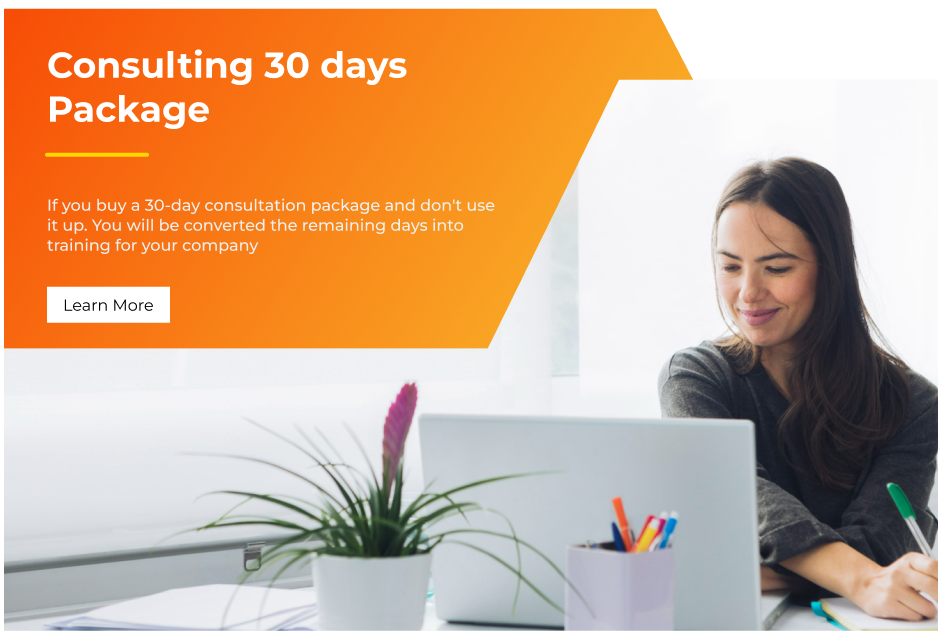 Consulting 30 days
Package
If you buy a 30-day consultation package and don't use
it up. You will be converted the remaining days into
training for your company
Learn More